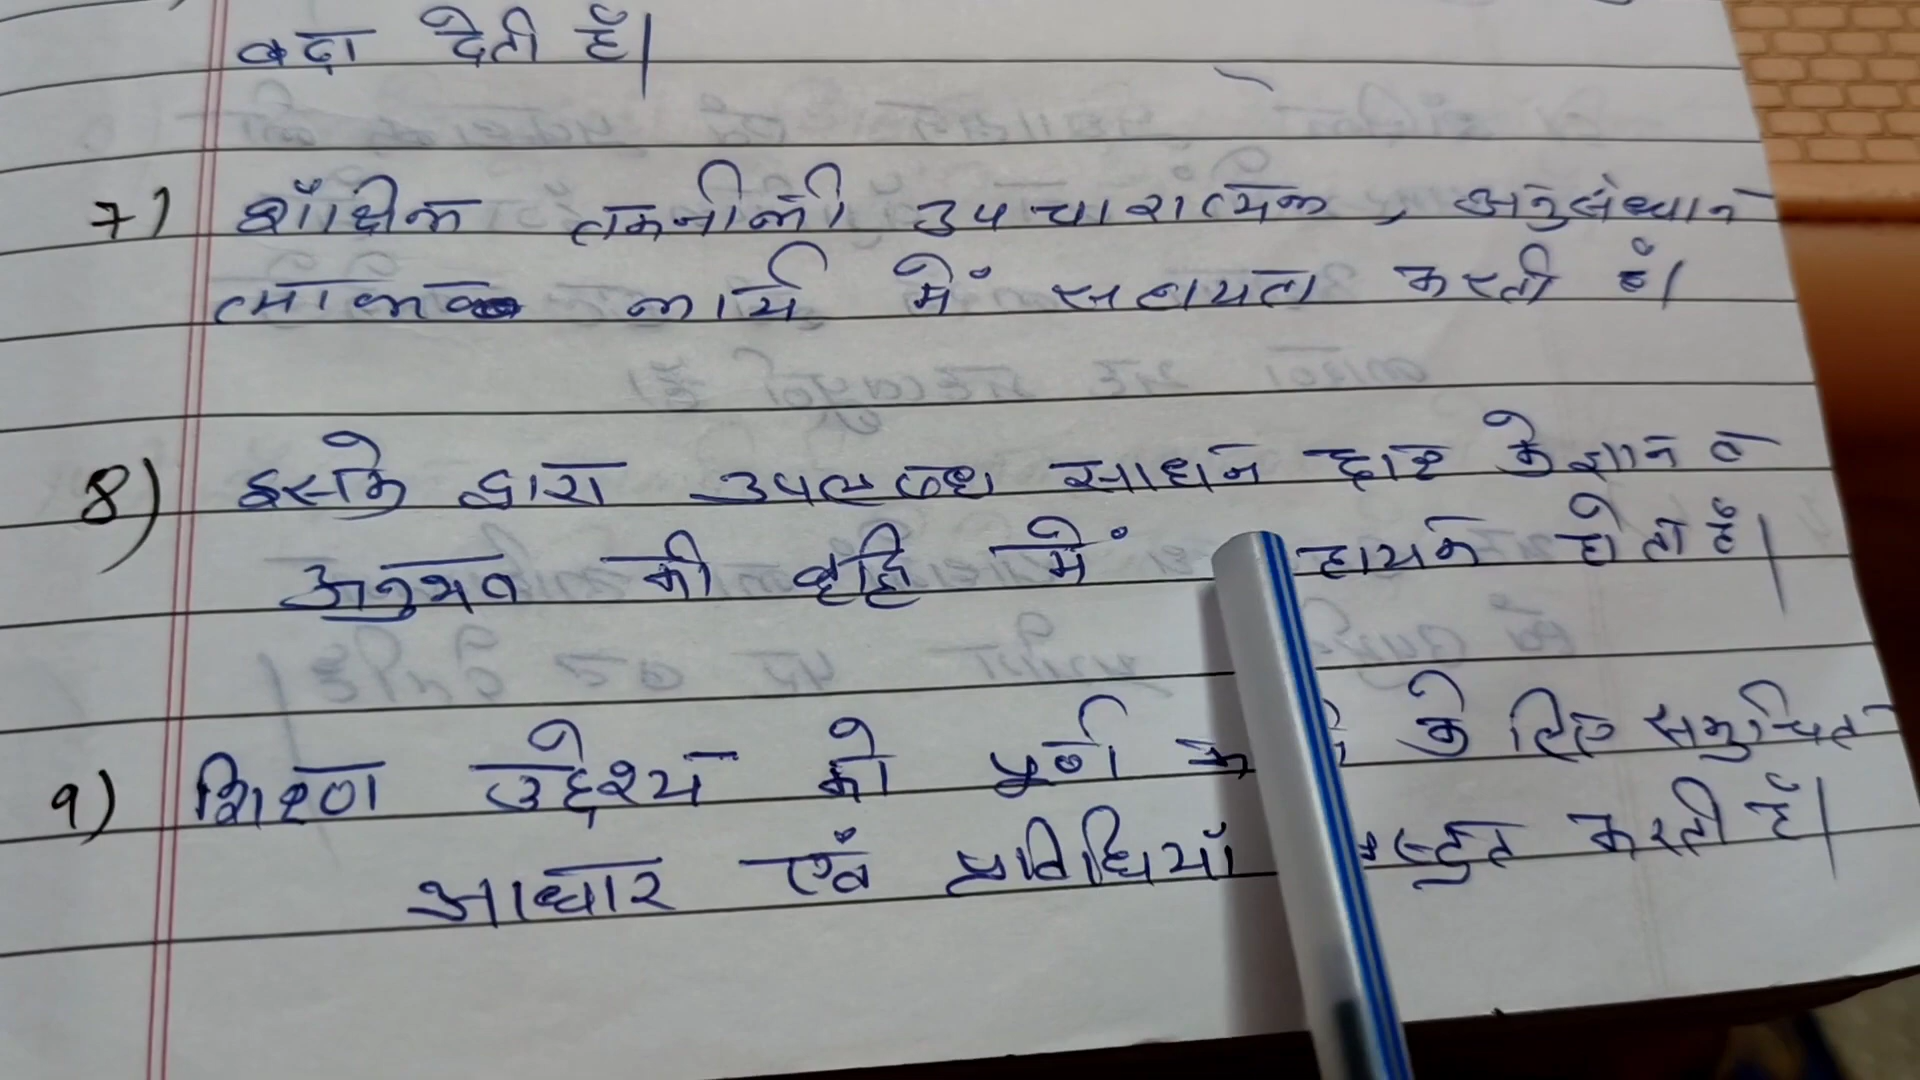 बढ़ा देती हैं।
7) शैक्षिक तकनीकी उपचारात्मक, अनुसंधान
त्मक कार्य में सहायता करती है।
8) इसके द्वारा उपलब्ध साधन छात्र के ज्ञान व
अनुभव की वृद्धि में हायक होती हैं।
9) शिक्षण उद्देश्य को पूर्ण के लिए समुचित
आधार एवं प्रविधियाँ करती हैं।